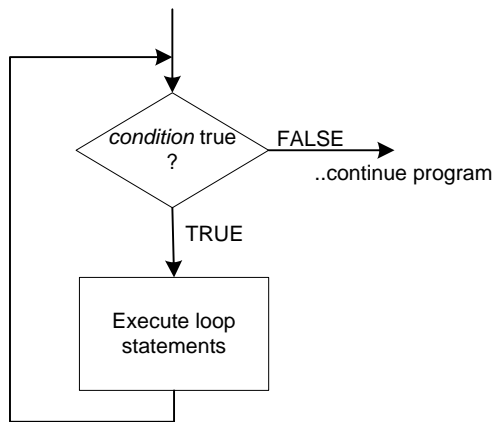 condition true
?
FALSE
..continue program
TRUE
Execute loop
statements